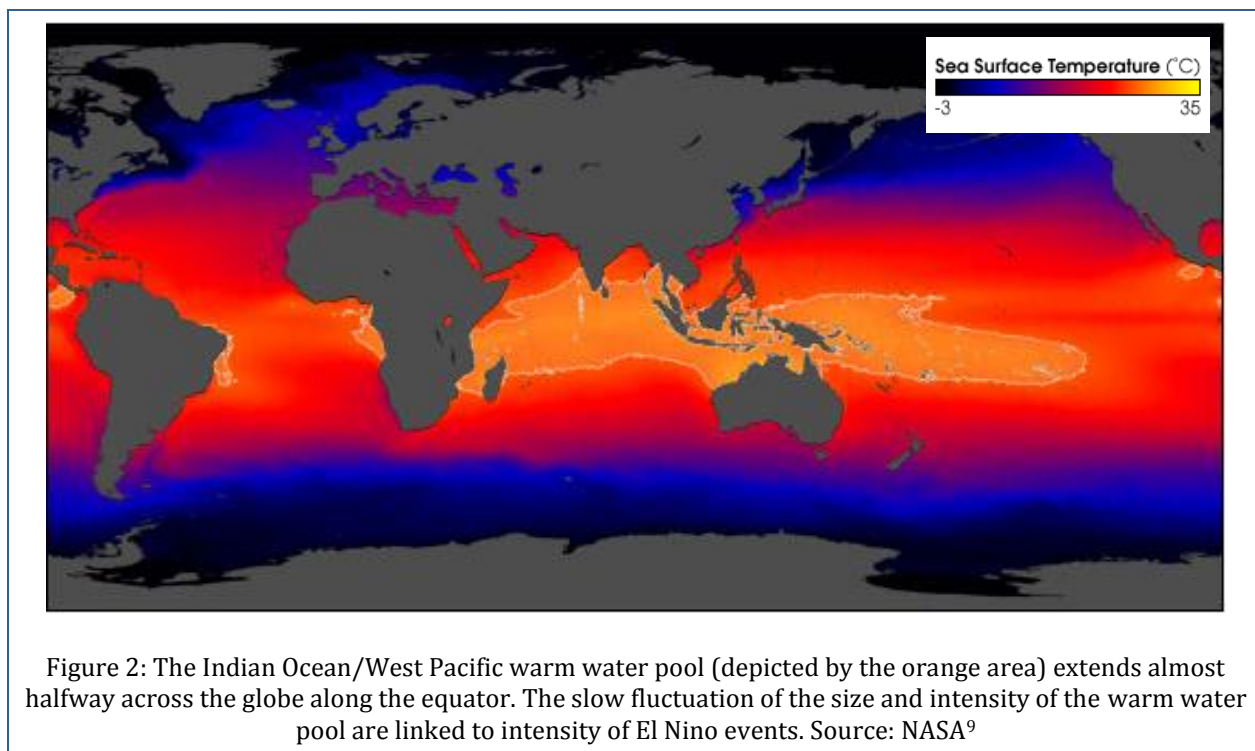 Sea Surface Temperature (°C)
-3 35
Figure 2: The Indian Ocean/West Pacific warm water pool (depicted by the orange area) extends almost
halfway across the globe along the equator. The slow fluctuation of the size and intensity of the warm water
pool are linked to intensity of El Nino events. Source: NASA⁹